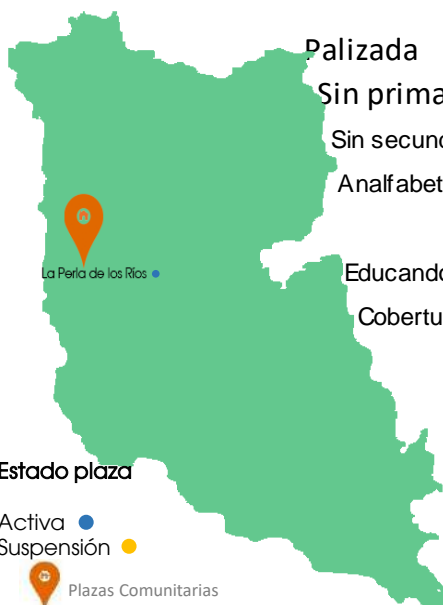 Palizada
Sin prima
Sin secund
Analfabet
La Perla de los Ríos
Educando
Cobertu
Estado plaza
Activa
Suspensión
Plazas Comunitarias